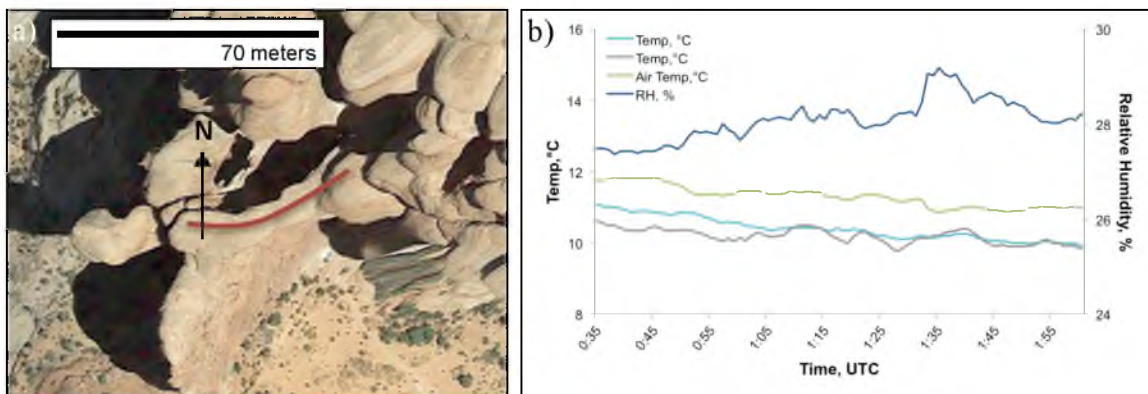 a)
70 meters
N
b)
Temp, °C
Temp,°C
Air Temp,°C
RH, %
16
14
12
10
8
Temp,°C
30
28
26
24
Relative Humidity, %
0:35
0:45
0:55
1:05
1:15
1:25
1:35
1:45
1:55
Time, UTC